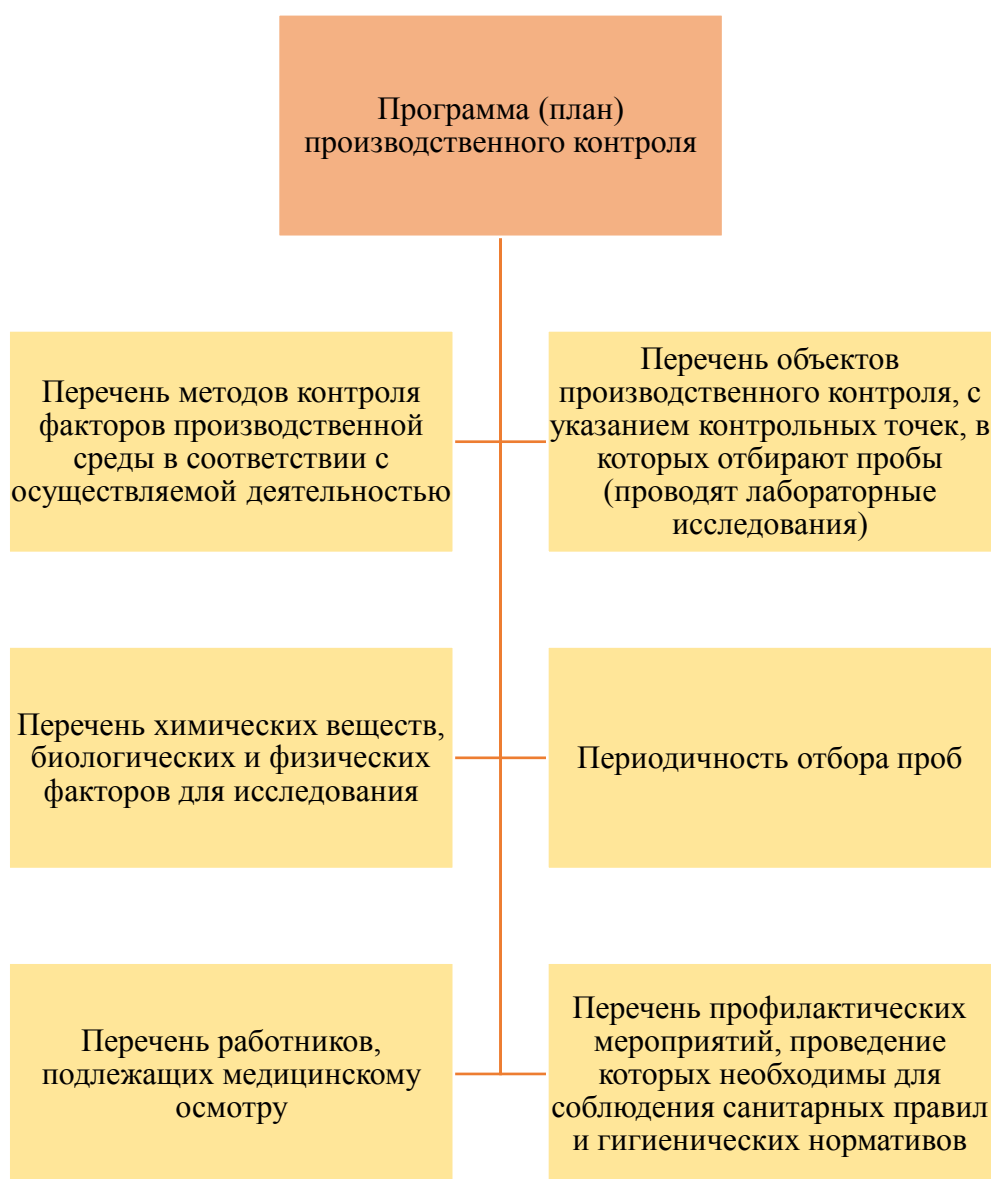 Программа (план)
производственного контроля
Перечень методов контроля
факторов производственной
среды в соответствии с
осуществляемой деятельностью
Перечень объектов
производственного контроля, с
указанием контрольных точек, в
которых отбирают пробы
(проводят лабораторные
исследования)
Перечень химических веществ,
биологических и физических
факторов для исследования
Периодичность отбора проб
Перечень работников,
подлежащих медицинскому
осмотру
Перечень профилактических
мероприятий, проведение
которых необходимы для
соблюдения санитарных правил
и гигиенических нормативов